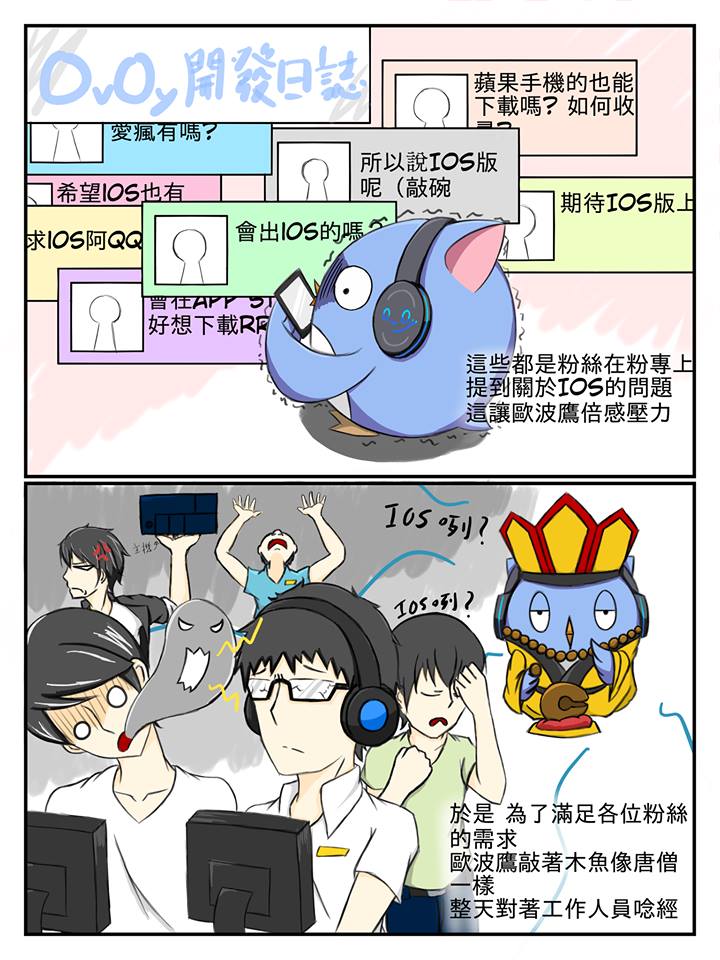 OvOy開發日誌
蘋果手機的也能
下載嗎? 如何收
愛瘋有嗎?
所以說IOS版
呢（敲碗
希望IOS也有
期待IOS版上
求IOS阿QQ
會出IOS的嗎?
會在APP ST
好想下載RR
這些都是粉絲在粉專上
提到關於IOS的問題
這讓歐波鷹倍感壓力
IOS咧?
IOS咧?
於是 為了滿足各位粉絲
的需求
歐波鷹敲著木魚像唐僧
一樣
整天對著工作人員唸經